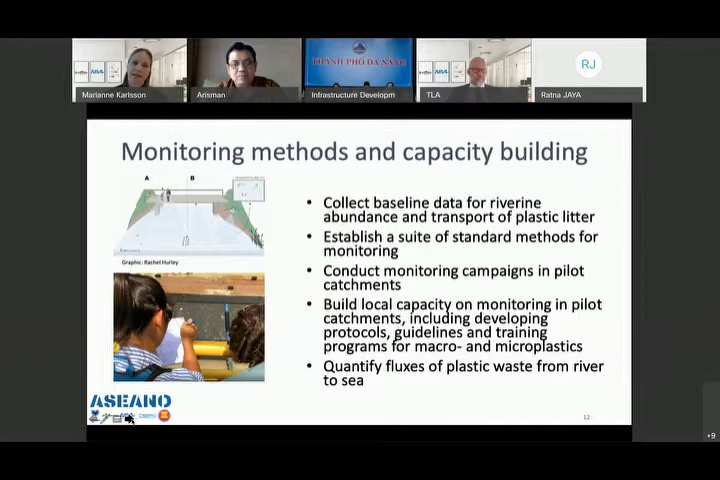 THÀNH PHỐ ĐÀ NẴNG
Marianne Karlsson
Arisman
Infrastructure Developm
TLA
RJ
Ratna JAYA
Monitoring methods and capacity building
A
B
Graphic: Rachel Hurley
• Collect baseline data for riverine
abundance and transport of plastic litter
• Establish a suite of standard methods for
monitoring
• Conduct monitoring campaigns in pilot
catchments
• Build local capacity on monitoring in pilot
catchments, including developing
protocols, guidelines and training
programs for macro- and microplastics
• Quantify fluxes of plastic waste from river
to sea
ASEANO
12
+9